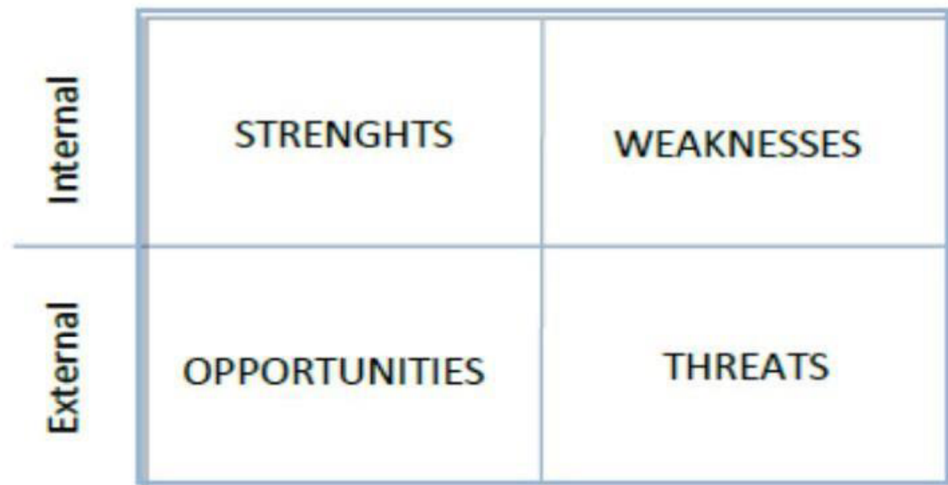 Internal
STRENGHTS
WEAKNESSES
External
OPPORTUNITIES
THREATS